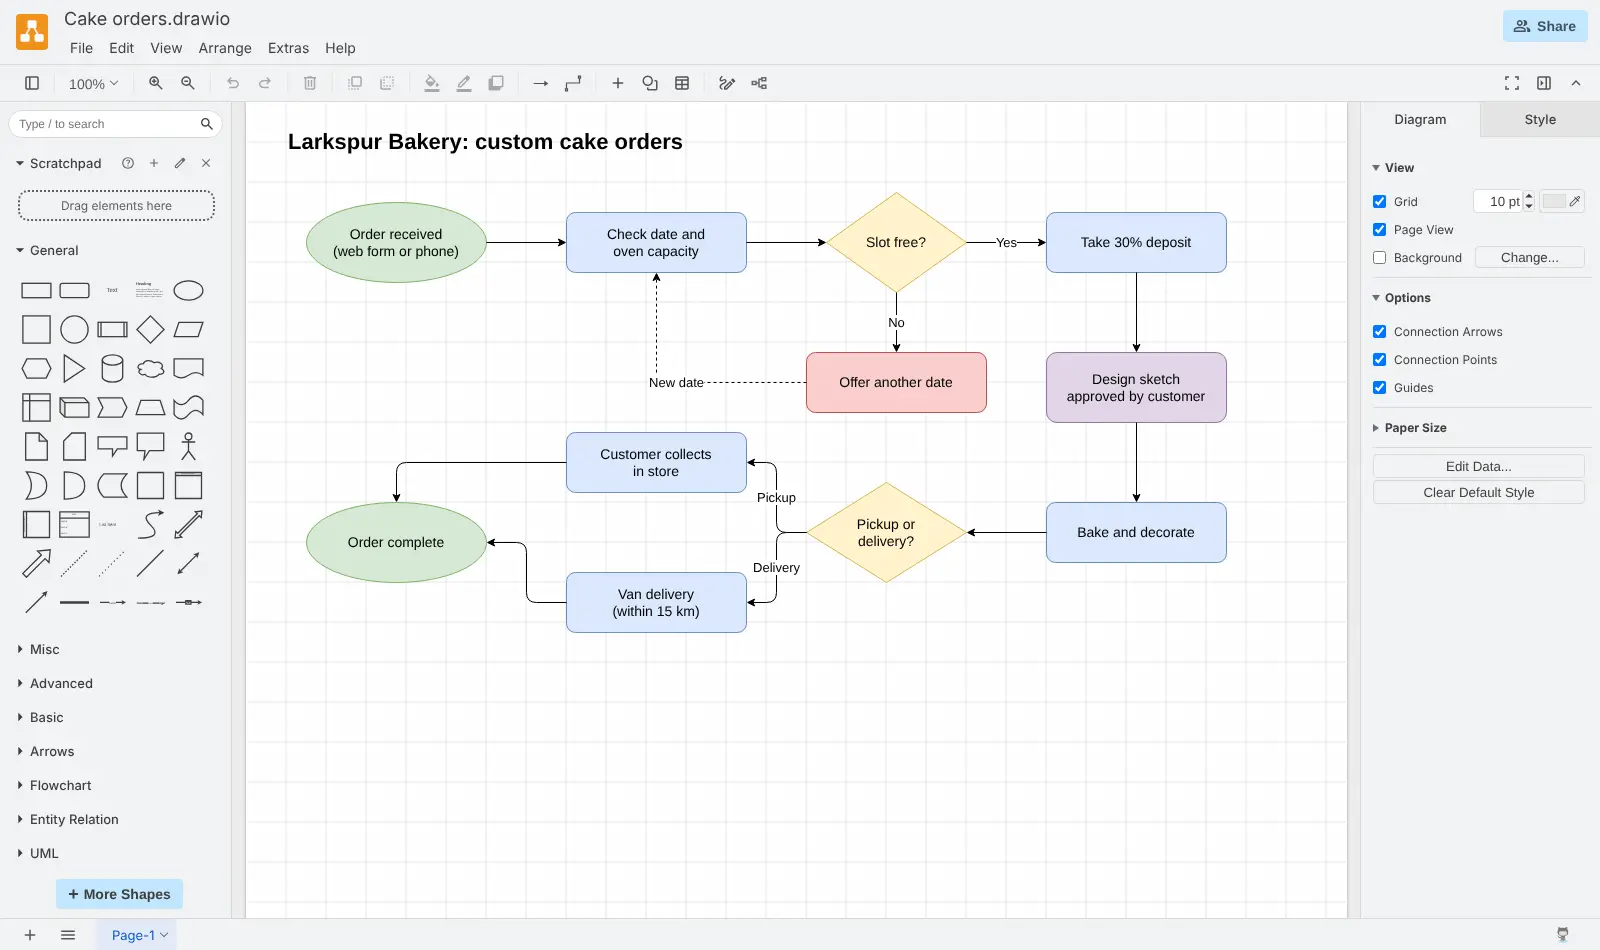 Cake orders.drawio
File Edit View Arrange Extras Help
Share
100%
Type / to search
Scratchpad
Drag elements here
General
Text
Heading
List Item
Misc
Advanced
Basic
Arrows
Flowchart
Entity Relation
UML
+ More Shapes
Larkspur Bakery: custom cake orders
Order received
(web form or phone)
Check date and
oven capacity
Slot free?
Yes
Take 30% deposit
No
New date
Offer another date
Design sketch
approved by customer
Customer collects
in store
Pickup
Order complete
Pickup or
delivery?
Bake and decorate
Delivery
Van delivery
(within 15 km)
Diagram Style
View
Grid 10 pt
Page View
Background Change...
Options
Connection Arrows
Connection Points
Guides
Paper Size
Edit Data...
Clear Default Style
Page-1